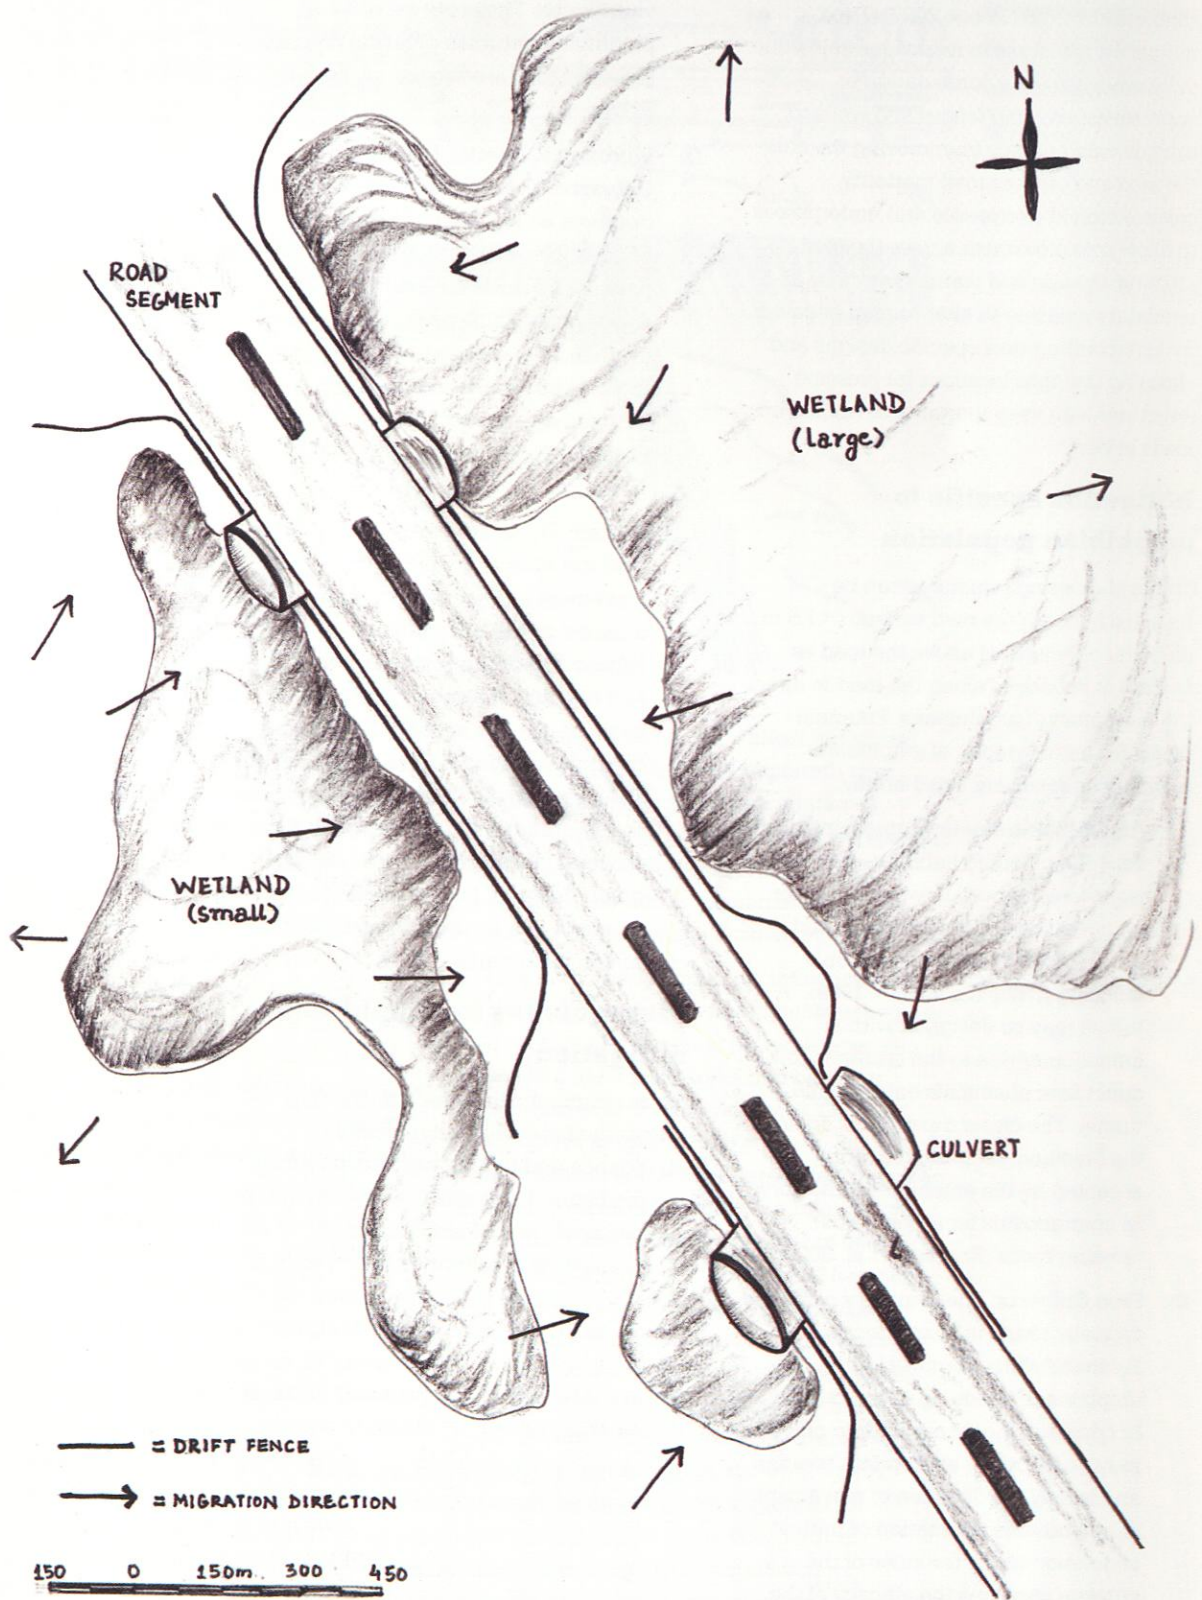 N
ROAD
SEGMENT
WETLAND
(large)
WETLAND
(small)
CULVERT
= DRIFT FENCE
= MIGRATION DIRECTION
150 0 150m. 300 450